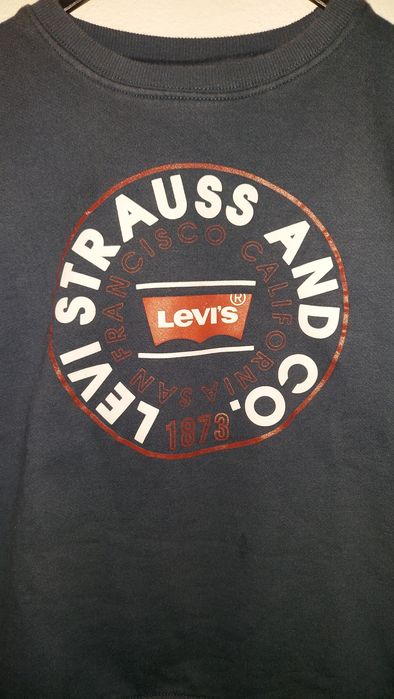 LEVI STRAUSS AND CO.
SAN FRANCISCO CALIFORNIA
LEVI'S®
1873